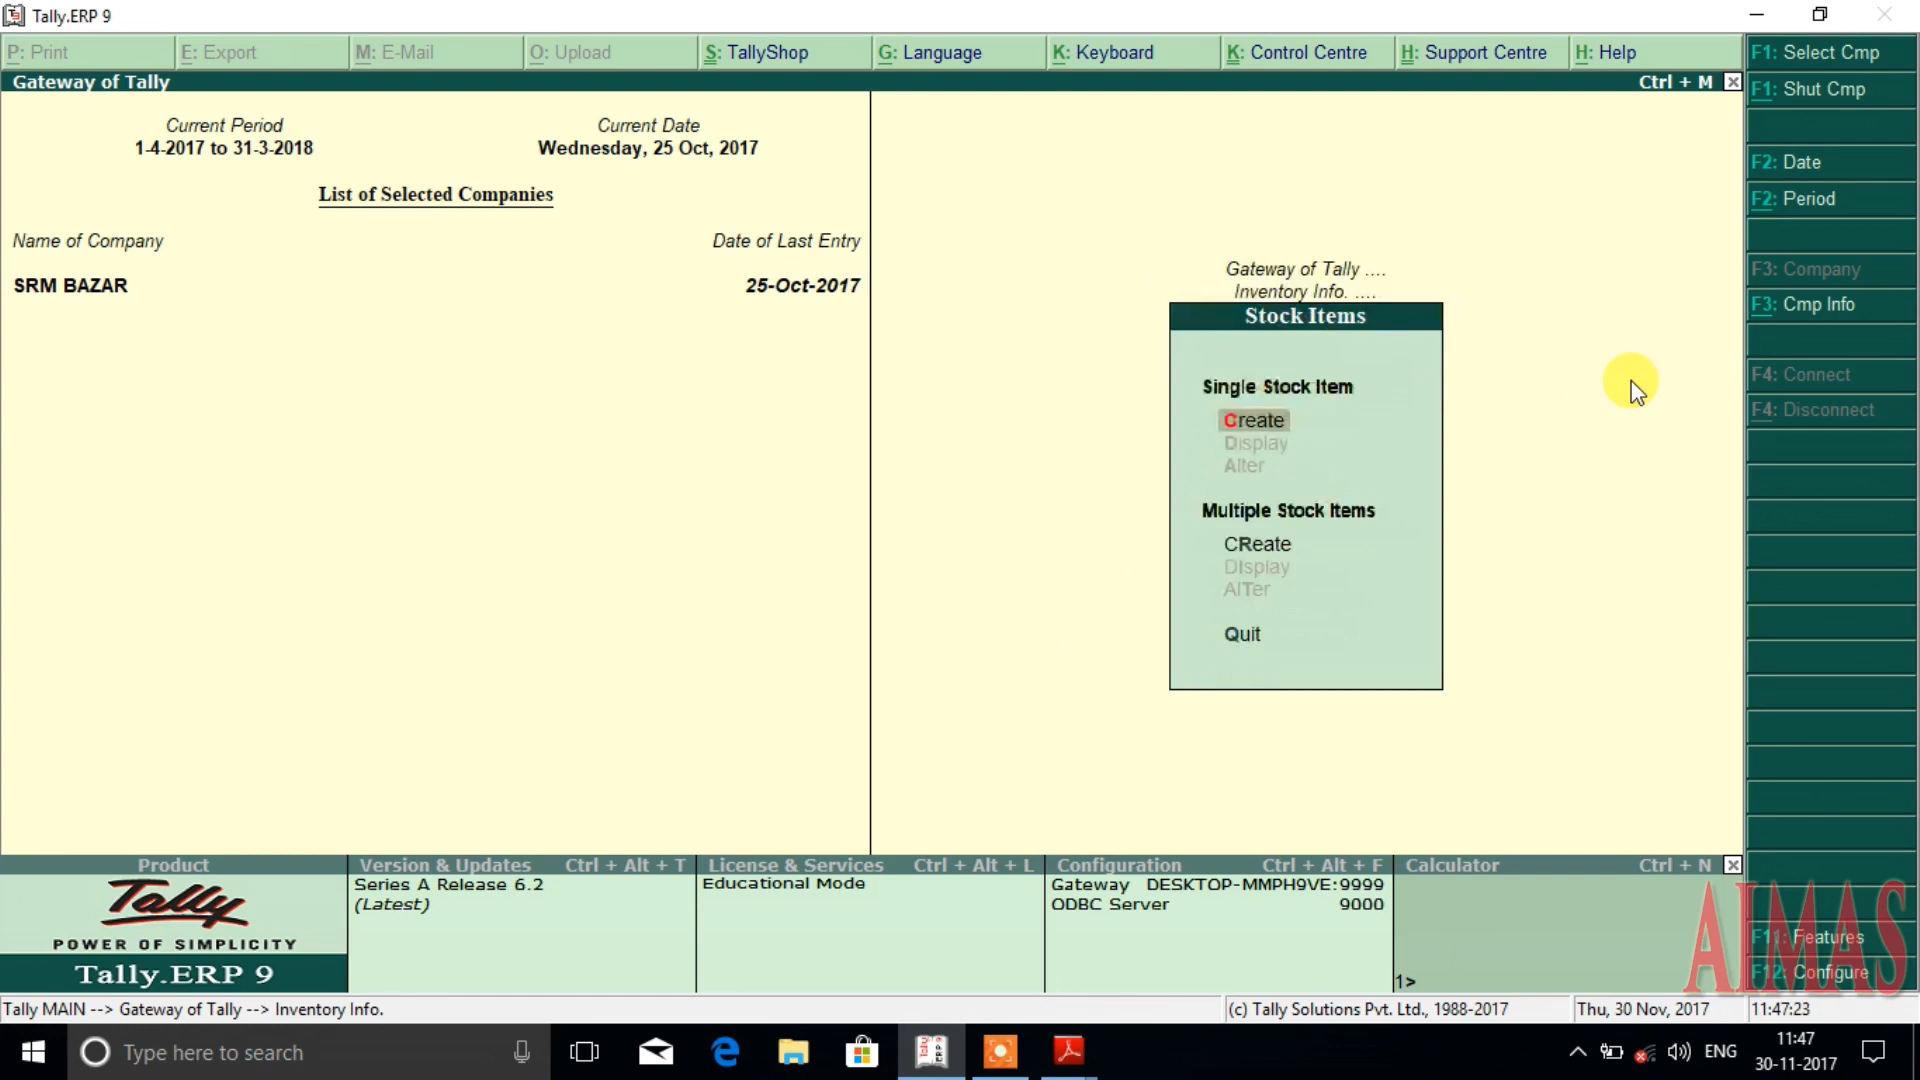 Tally.ERP 9
P: Print
E: Export
M: E-Mail
O: Upload
S: TallyShop
G: Language
K: Keyboard
K: Control Centre
H: Support Centre
H: Help
Gateway of Tally
Ctrl + M
Current Period
1-4-2017 to 31-3-2018
Current Date
Wednesday, 25 Oct, 2017
List of Selected Companies
Name of Company
Date of Last Entry
SRM BAZAR
25-Oct-2017
Gateway of Tally ....
Inventory Info. ....
Stock Items
Single Stock Item
Create
Display
Alter
Multiple Stock Items
CReate
DIsplay
AlTer
Quit
F1: Select Cmp
F1: Shut Cmp
F2: Date
F2: Period
F3: Company
F3: Cmp Info
F4: Connect
F4: Disconnect
F11: Features
F12: Configure
AIMAS
Product
Tally
POWER OF SIMPLICITY
Tally.ERP 9
Version & Updates Ctrl + Alt + T
Series A Release 6.2
(Latest)
License & Services Ctrl + Alt + L
Educational Mode
Configuration Ctrl + Alt + F
Gateway DESKTOP-MMPH9VE:9999
ODBC Server 9000
Calculator Ctrl + N
1>
Tally MAIN --> Gateway of Tally --> Inventory Info.
(c) Tally Solutions Pvt. Ltd., 1988-2017
Thu, 30 Nov, 2017
11:47:23
Type here to search
ENG
11:47
30-11-2017